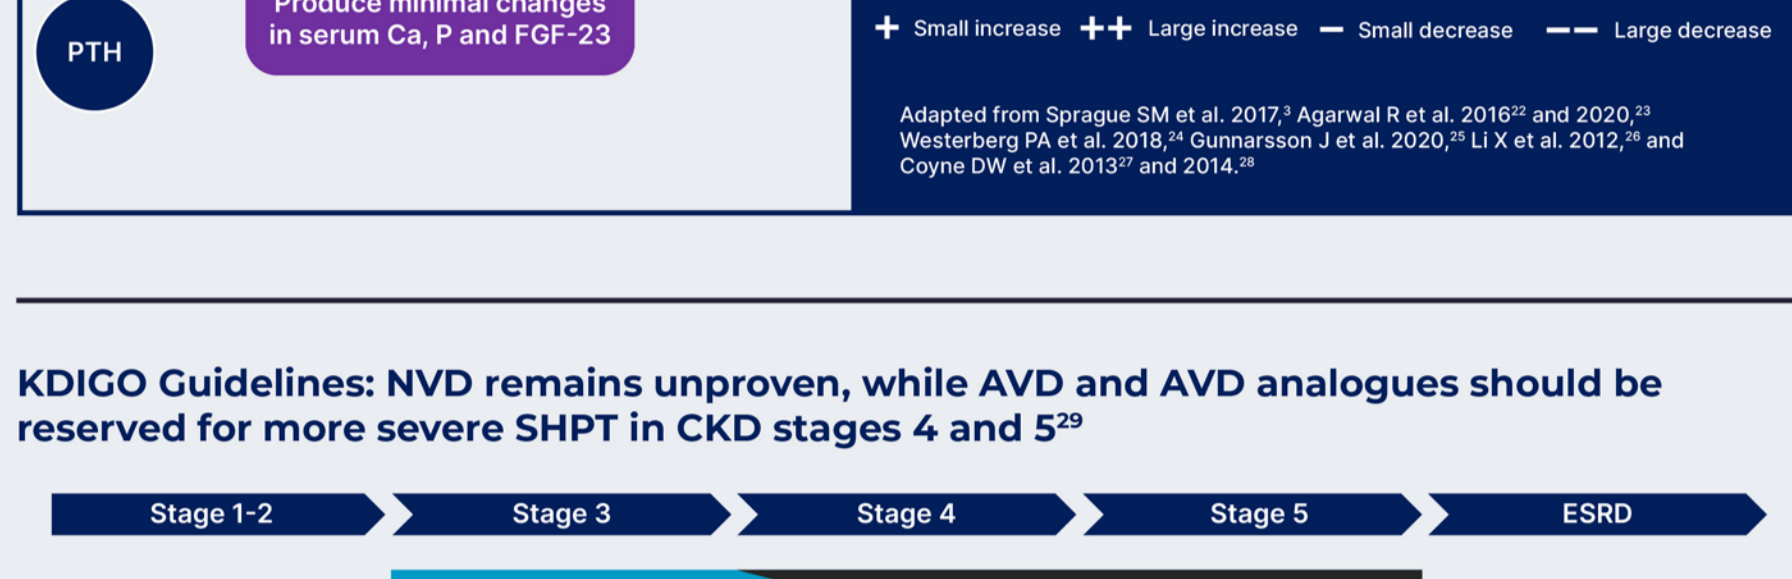 Produce minimal changes
in serum Ca, P and FGF-23
PTH
+ Small increase ++ Large increase − Small decrease −− Large decrease
Adapted from Sprague SM et al. 2017,³ Agarwal R et al. 2016²² and 2020,²³
Westerberg PA et al. 2018,²⁴ Gunnarsson J et al. 2020,²⁵ Li X et al. 2012,²⁶ and
Coyne DW et al. 2013²⁷ and 2014.²⁸
KDIGO Guidelines: NVD remains unproven, while AVD and AVD analogues should be
reserved for more severe SHPT in CKD stages 4 and 5²⁹
Stage 1-2
Stage 3
Stage 4
Stage 5
ESRD